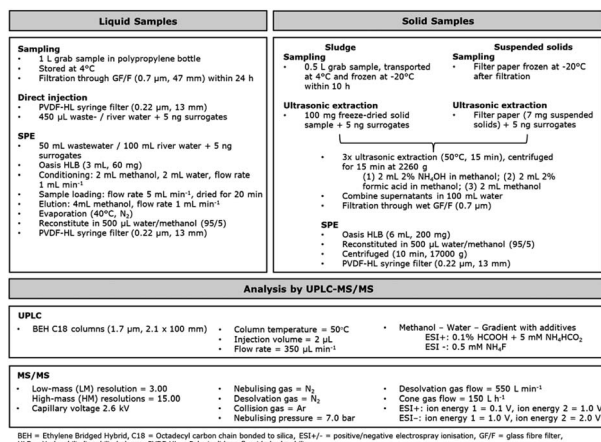 Liquid Samples
Sampling
• 1 L grab sample in polypropylene bottle
• Stored at 4°C
• Filtration through GF/F (0.7 µm, 47 mm) within 24 h
Direct injection
• PVDF-HL syringe filter (0.22 µm, 13 mm)
• 450 µL waste- / river water + 5 ng surrogates
SPE
• 50 mL wastewater / 100 mL river water + 5 ng
surrogates
• Oasis HLB (3 mL, 60 mg)
• Conditioning: 2 mL methanol, 2 mL water, flow rate
1 mL min⁻¹
• Sample loading: flow rate 5 mL min⁻¹, dried for 20 min
• Elution: 4mL methanol, flow rate 1 mL min⁻¹
• Evaporation (40°C, N₂)
• Reconstitute in 500 µL water/methanol (95/5)
• PVDF-HL syringe filter (0.22 µm, 13 mm)
Solid Samples
Sludge
Sampling
• 0.5 L grab sample, transported
at 4°C and frozen at -20°C
within 10 h
Ultrasonic extraction
• 100 mg freeze-dried solid
sample + 5 ng surrogates
Suspended solids
Sampling
• Filter paper frozen at -20°C
after filtration
Ultrasonic extraction
• Filter paper (7 mg suspended
solids) + 5 ng surrogates
• 3x ultrasonic extraction (50°C, 15 min), centrifuged
for 15 min at 2260 g
(1) 2 mL 2% NH₄OH in methanol; (2) 2 mL 2%
formic acid in methanol; (3) 2 mL methanol
• Combine supernatants in 100 mL water
• Filtration through wet GF/F (0.7 µm)
SPE
• Oasis HLB (6 mL, 200 mg)
• Reconstituted in 500 µL water/methanol (95/5)
• Centrifuged (10 min, 17000 g)
• PVDF-HL syringe filter (0.22 µm, 13 mm)
Analysis by UPLC-MS/MS
UPLC
• BEH C18 columns (1.7 µm, 2.1 x 100 mm)
• Column temperature = 50°C
• Injection volume = 2 µL
• Flow rate = 350 µL min⁻¹
• Methanol – Water – Gradient with additives
ESI+: 0.1% HCOOH + 5 mM NH₄HCO₂
ESI -: 0.5 mM NH₄F
MS/MS
• Low-mass (LM) resolution = 3.00
High-mass (HM) resolutions = 15.00
• Capillary voltage 2.6 kV
• Nebulising gas = N₂
• Desolvation gas = N₂
• Collision gas = Ar
• Nebulising pressure = 7.0 bar
• Desolvation gas flow = 550 L min⁻¹
• Cone gas flow = 150 L h⁻¹
• ESI+: ion energy 1 = 0.1 V, ion energy 2 = 1.0 V
• ESI–: ion energy 1 = 1.0 V, ion energy 2 = 2.0 V
BEH = Ethylene Bridged Hybrid, C18 = Octadecyl carbon chain bonded to silica, ESI+/- = positive/negative electrospray ionisation, GF/F = glass fibre filter,